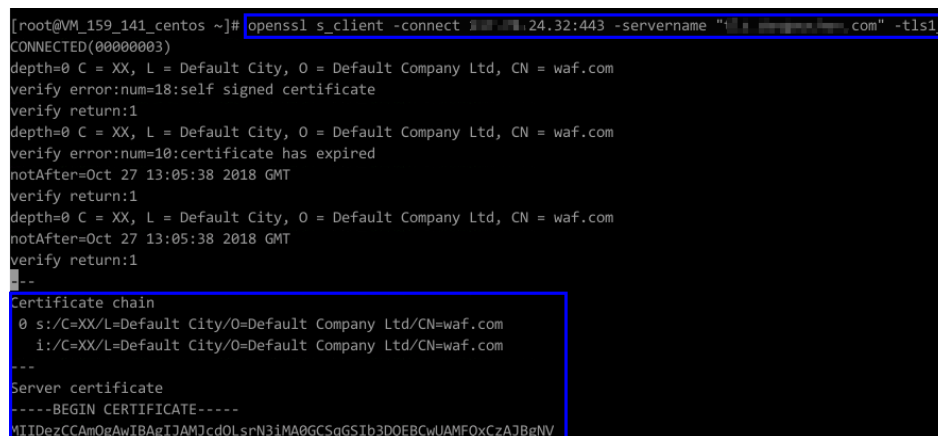 [root@VM_159_141_centos ~]# openssl s_client -connect 24.32:443 -servername " com" -tls1
CONNECTED(00000003)
depth=0 C = XX, L = Default City, O = Default Company Ltd, CN = waf.com
verify error:num=18:self signed certificate
verify return:1
depth=0 C = XX, L = Default City, O = Default Company Ltd, CN = waf.com
verify error:num=10:certificate has expired
notAfter=Oct 27 13:05:38 2018 GMT
verify return:1
depth=0 C = XX, L = Default City, O = Default Company Ltd, CN = waf.com
notAfter=Oct 27 13:05:38 2018 GMT
verify return:1
---
Certificate chain
 0 s:/C=XX/L=Default City/O=Default Company Ltd/CN=waf.com
   i:/C=XX/L=Default City/O=Default Company Ltd/CN=waf.com
---
Server certificate
-----BEGIN CERTIFICATE-----
MIIDezCCAmOgAwIBAgIJAMJcdOLsrN3iMA0GCSqGSIb3DQEBCwUAMFQxCzAJBgNV